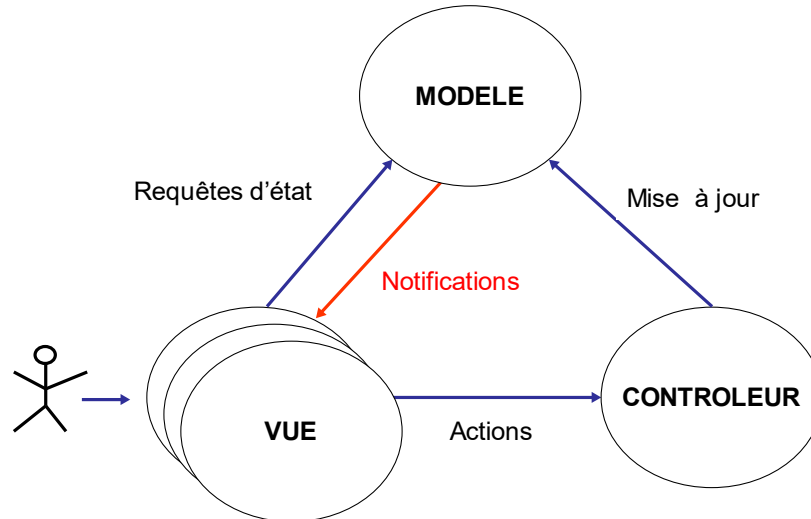 MODELE
Requêtes d'état
Mise à jour
Notifications
CONTROLEUR
VUE
Actions